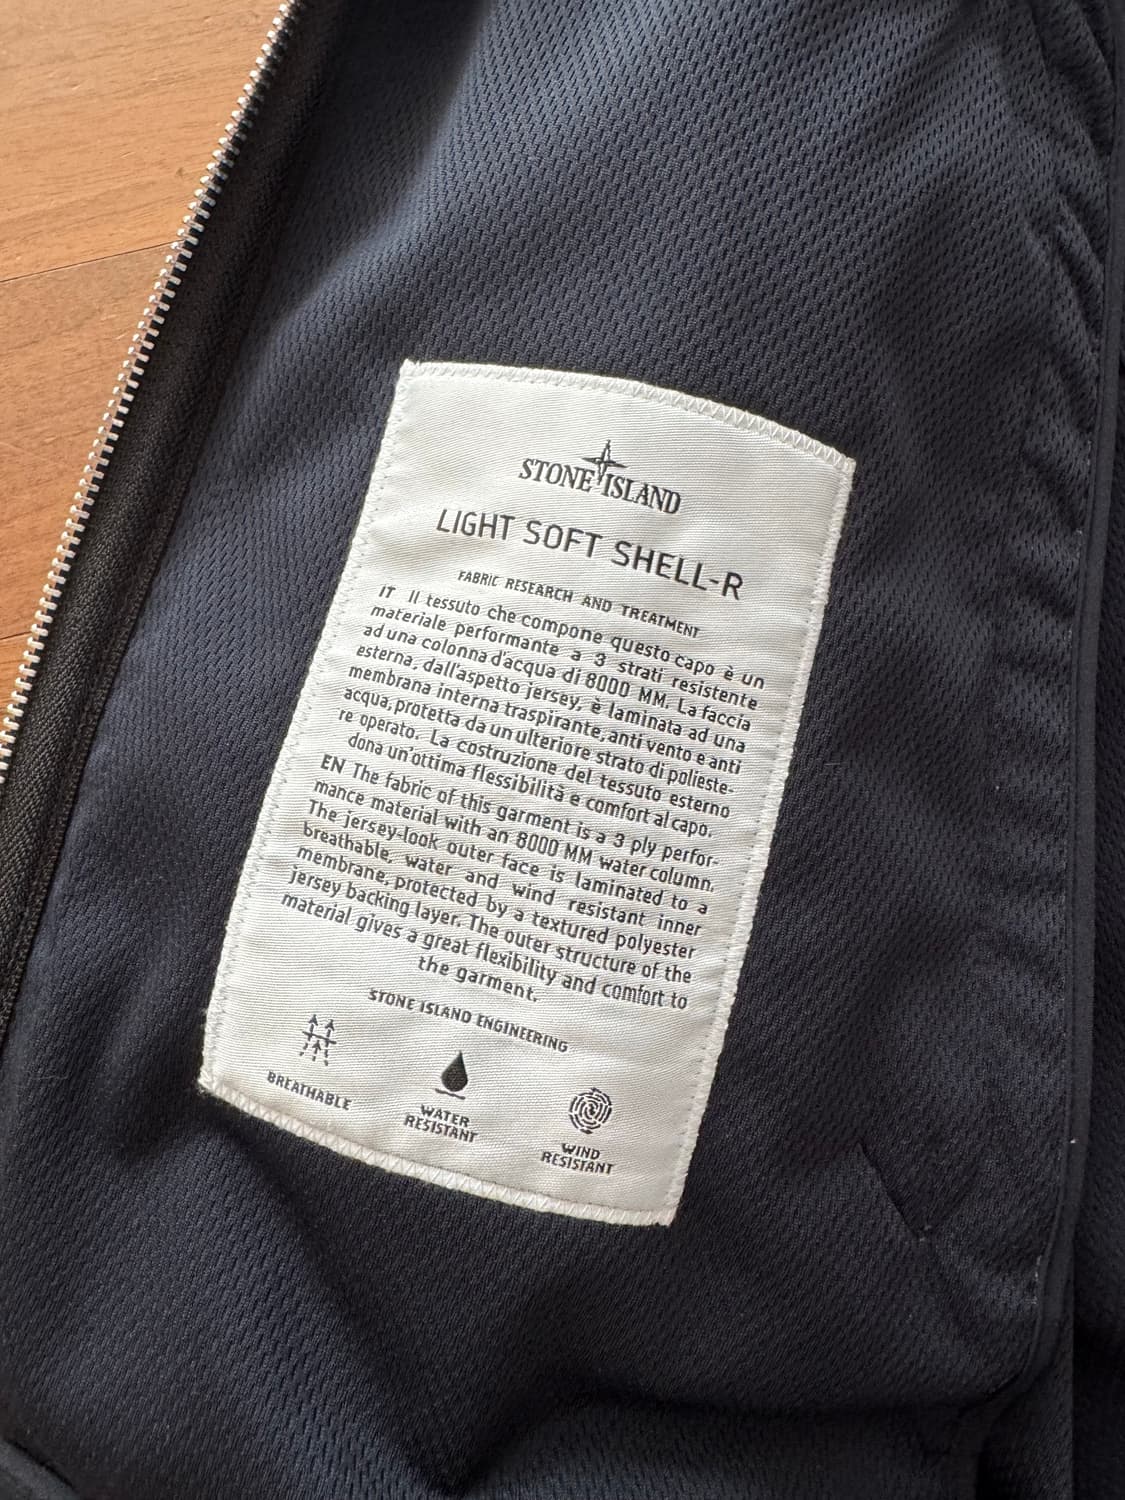 STONE ISLAND
LIGHT SOFT SHELL-R
FABRIC RESEARCH AND TREATMENT
IT Il tessuto che compone questo capo è un
materiale performante a 3 strati resistente
ad una colonna d'acqua di 8000 MM. La faccia
esterna, dall'aspetto jersey, è laminata ad una
membrana interna traspirante, anti vento e anti
acqua, protetta da un ulteriore strato di polieste-
re operato. La costruzione del tessuto esterno
dona un'ottima flessibilità e comfort al capo.
EN The fabric of this garment is a 3 ply perfor-
mance material with an 8000 MM water column.
The jersey-look outer face is laminated to a
breathable, water and wind resistant inner
membrane, protected by a textured polyester
jersey backing layer. The outer structure of the
material gives a great flexibility and comfort to
the garment.
STONE ISLAND ENGINEERING
BREATHABLE
WATER
RESISTANT
WIND
RESISTANT